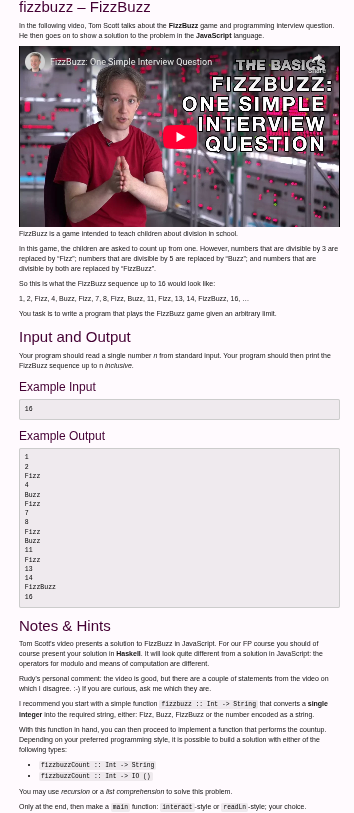 fizzbuzz – FizzBuzz
In the following video, Tom Scott talks about the FizzBuzz game and programming interview question.
He then goes on to show a solution to the problem in the JavaScript language.
FizzBuzz: One Simple Interview Question
Share
THE BASICS
FIZZBUZZ:
ONE SIMPLE
INTERVIEW
QUESTION
FizzBuzz is a game intended to teach children about division in school.
In this game, the children are asked to count up from one. However, numbers that are divisible by 3 are
replaced by “Fizz”; numbers that are divisible by 5 are replaced by “Buzz”; and numbers that are
divisible by both are replaced by “FizzBuzz”.
So this is what the FizzBuzz sequence up to 16 would look like:
1, 2, Fizz, 4, Buzz, Fizz, 7, 8, Fizz, Buzz, 11, Fizz, 13, 14, FizzBuzz, 16, …
You task is to write a program that plays the FizzBuzz game given an arbitrary limit.
Input and Output
Your program should read a single number n from standard input. Your program should then print the
FizzBuzz sequence up to n inclusive.
Example Input
16
Example Output
1
2
Fizz
4
Buzz
Fizz
7
8
Fizz
Buzz
11
Fizz
13
14
FizzBuzz
16
Notes & Hints
Tom Scott's video presents a solution to FizzBuzz in JavaScript. For our FP course you should of
course present your solution in Haskell. It will look quite different from a solution in JavaScript: the
operators for modulo and means of computation are different.
Rudy's personal comment: the video is good, but there are a couple of statements from the video on
which I disagree. :-) If you are curious, ask me which they are.
I recommend you start with a simple function fizzbuzz :: Int -> String that converts a single
integer into the required string, either: Fizz, Buzz, FizzBuzz or the number encoded as a string.
With this function in hand, you can then proceed to implement a function that performs the countup.
Depending on your preferred programming style, it is possible to build a solution with either of the
following types:
• fizzbuzzCount :: Int -> String
• fizzbuzzCount :: Int -> IO ()
You may use recursion or a list comprehension to solve this problem.
Only at the end, then make a main function: interact-style or readLn-style; your choice.